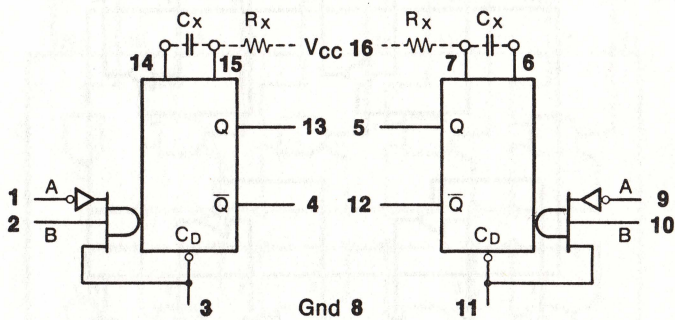 Cx Rx Rx Cx
Vcc 16
14 15 7 6
Q 13 5 Q
1 A A 9
Q 4 12 Q
2 B B 10
CD CD
3 Gnd 8 11